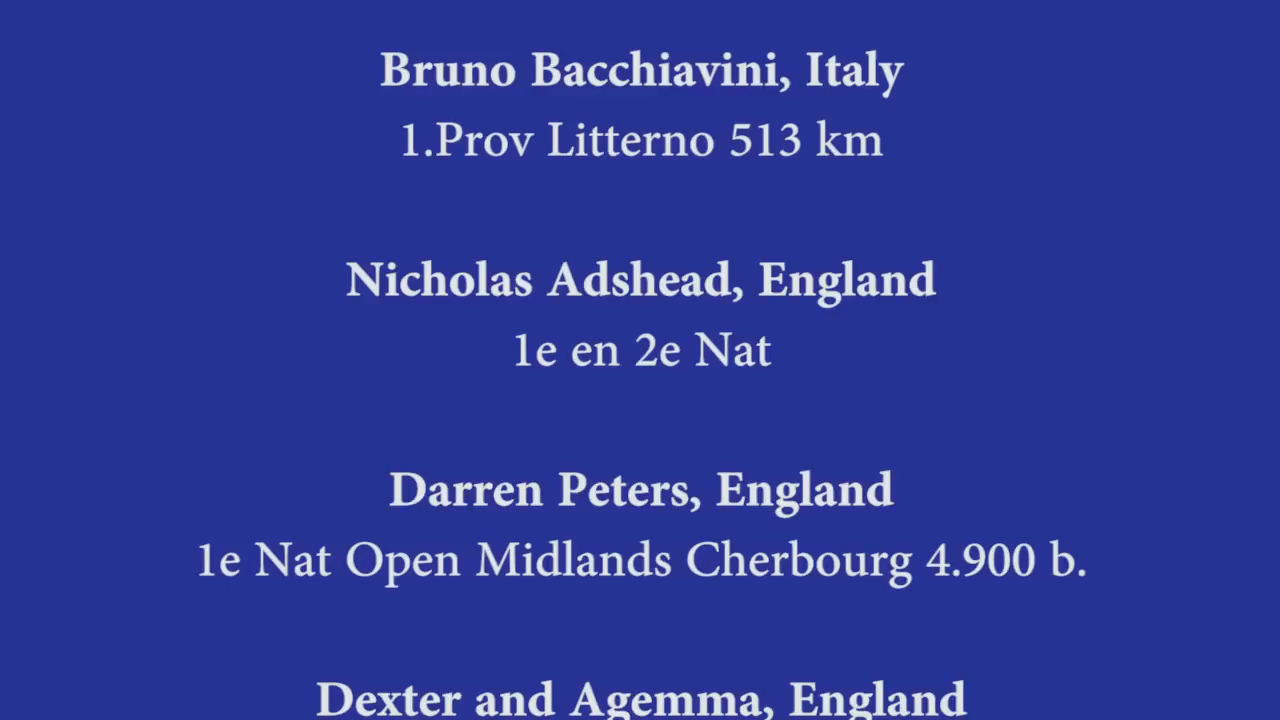 Bruno Bacchiavini, Italy
1.Prov Litterno 513 km
Nicholas Adshead, England
1e en 2e Nat
Darren Peters, England
1e Nat Open Midlands Cherbourg 4.900 b.
Dexter and Agemma, England